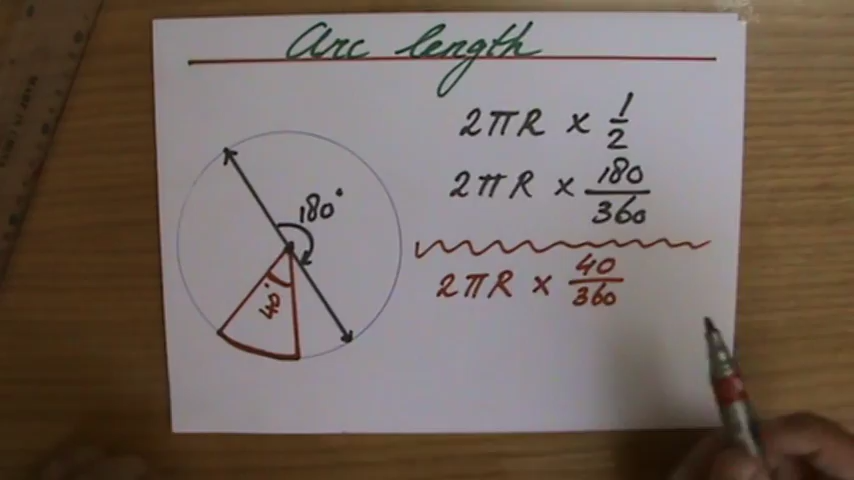 Arc length
2πR × 1/2
180°
2πR × 180/360
40°
2πR × 40/360